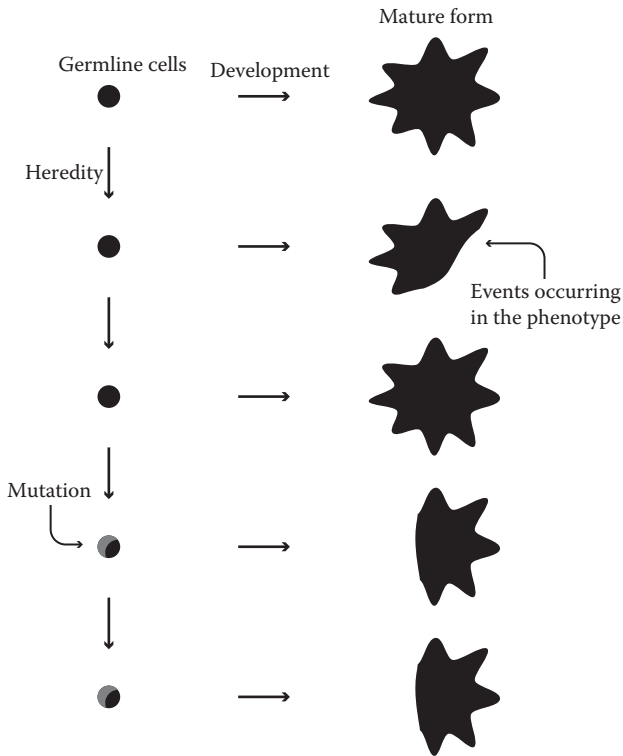 Mature form
Germline cells
Development
Heredity
Events occurring
in the phenotype
Mutation